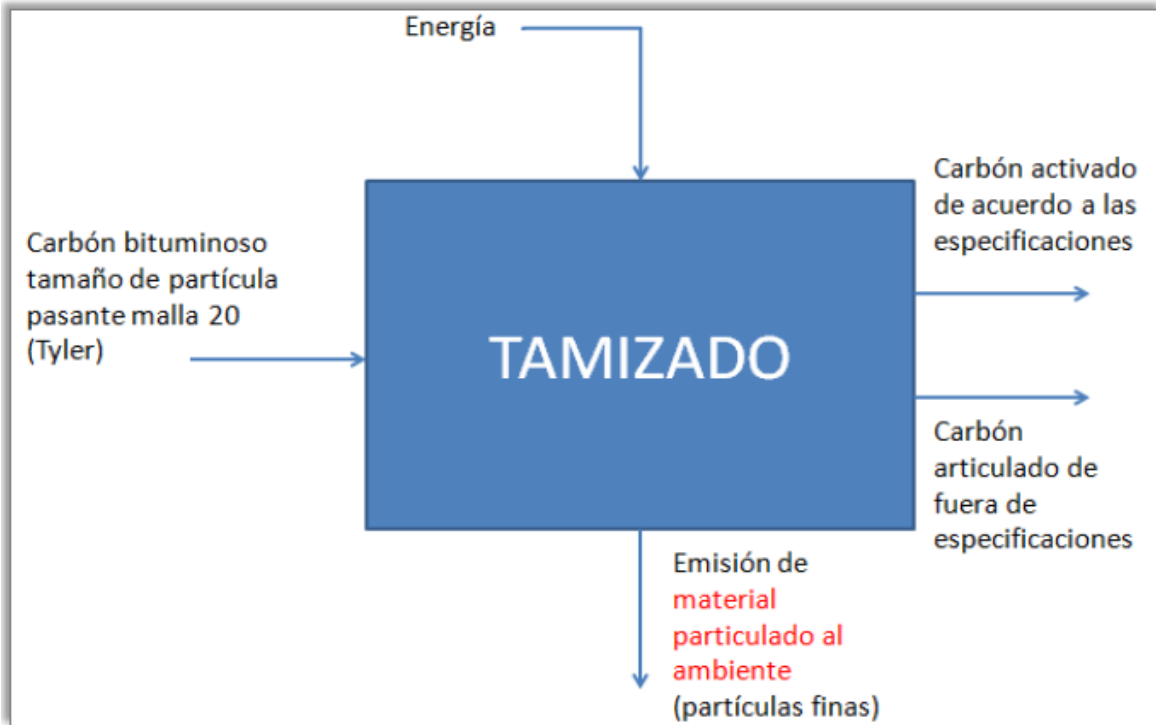 Energía
Carbón bituminoso
tamaño de partícula
pasante malla 20
(Tyler)
TAMIZADO
Carbón activado
de acuerdo a las
especificaciones
Carbón
articulado de
fuera de
especificaciones
Emisión de
material
particulado al
ambiente
(partículas finas)